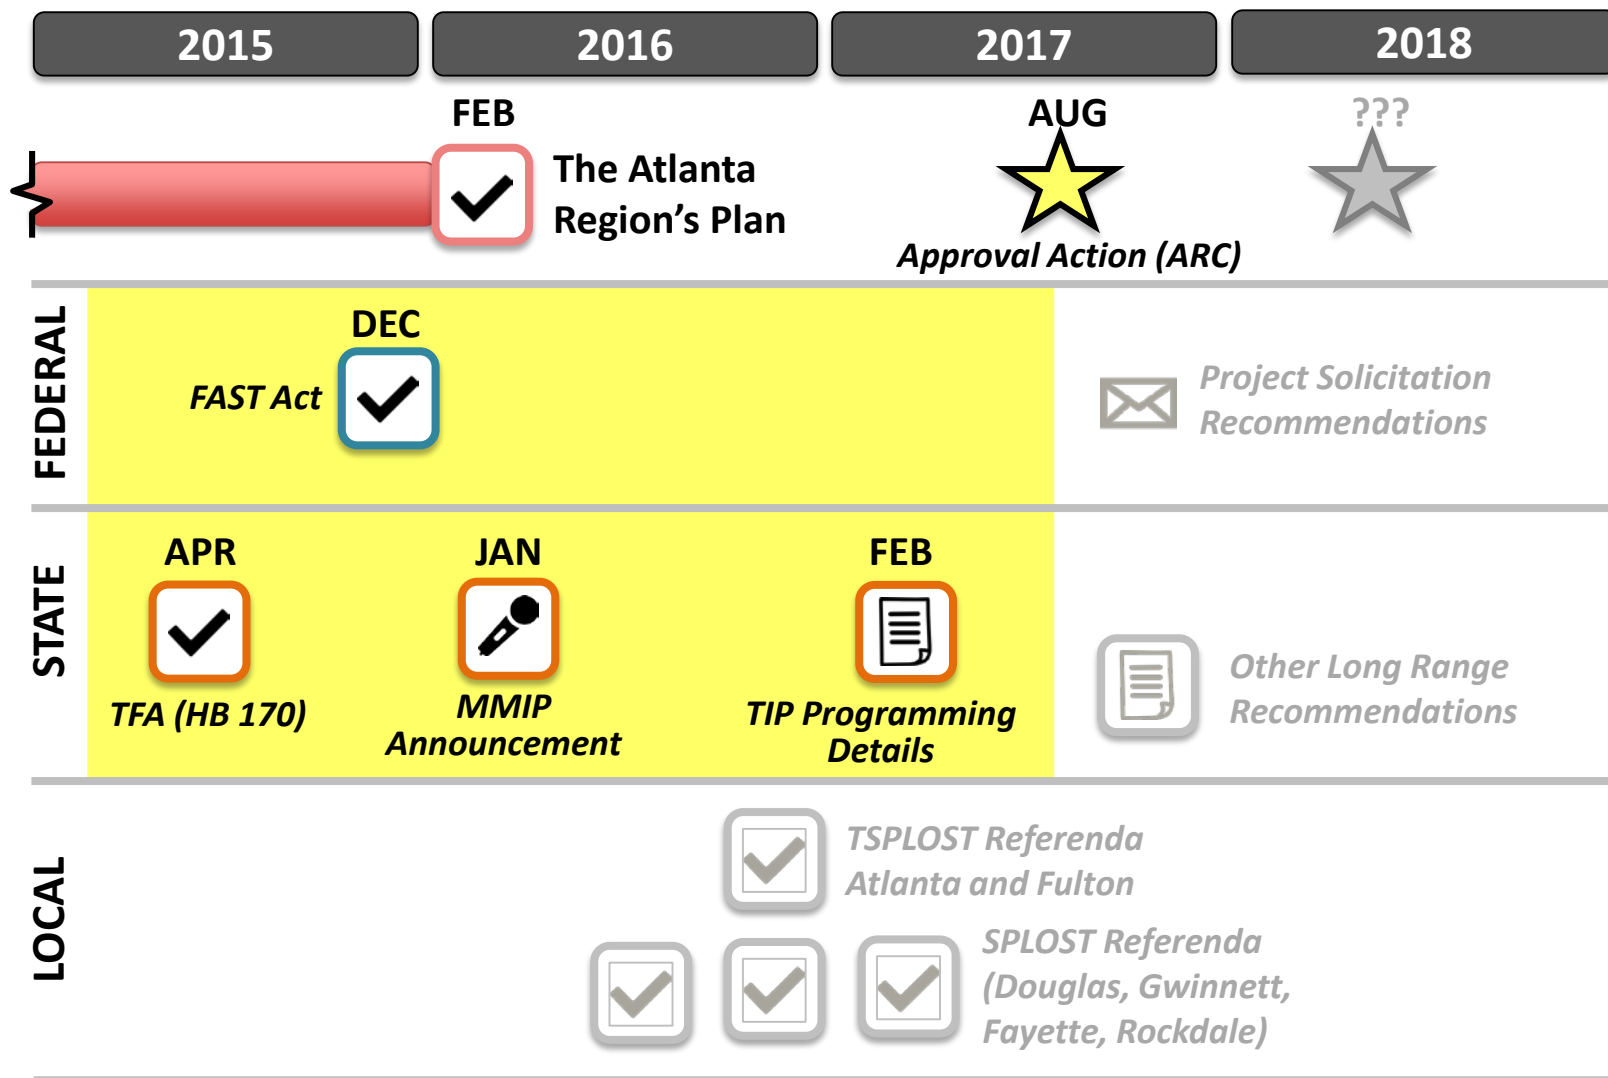 2015
2016
2017
2018
FEB
The Atlanta
Region's Plan
AUG
Approval Action (ARC)
???
FEDERAL
DEC
FAST Act
Project Solicitation
Recommendations
STATE
APR
TFA (HB 170)
JAN
MMIP
Announcement
FEB
TIP Programming
Details
Other Long Range
Recommendations
LOCAL
TSPLOST Referenda
Atlanta and Fulton
SPLOST Referenda
(Douglas, Gwinnett,
Fayette, Rockdale)